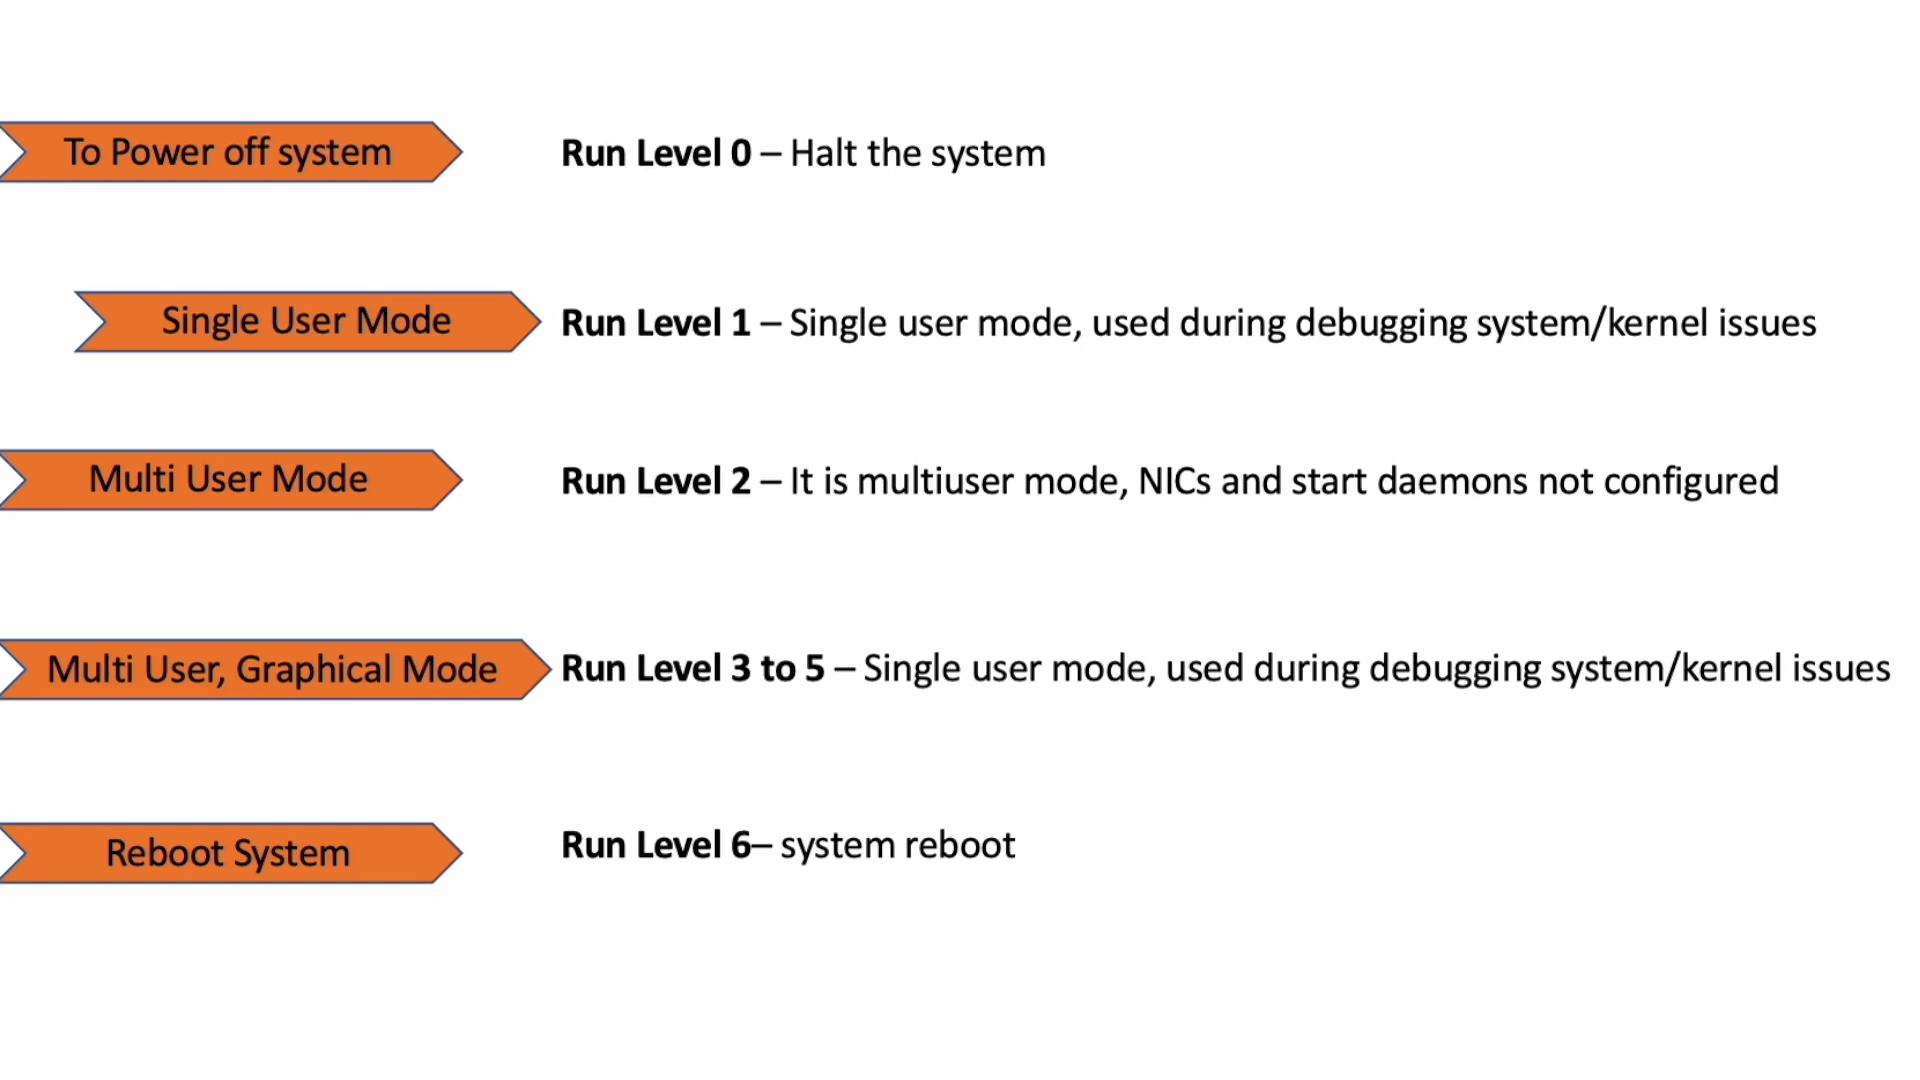 To Power off system
Run Level 0 – Halt the system
Single User Mode
Run Level 1 – Single user mode, used during debugging system/kernel issues
Multi User Mode
Run Level 2 – It is multiuser mode, NICs and start daemons not configured
Multi User, Graphical Mode
Run Level 3 to 5 – Single user mode, used during debugging system/kernel issues
Reboot System
Run Level 6– system reboot